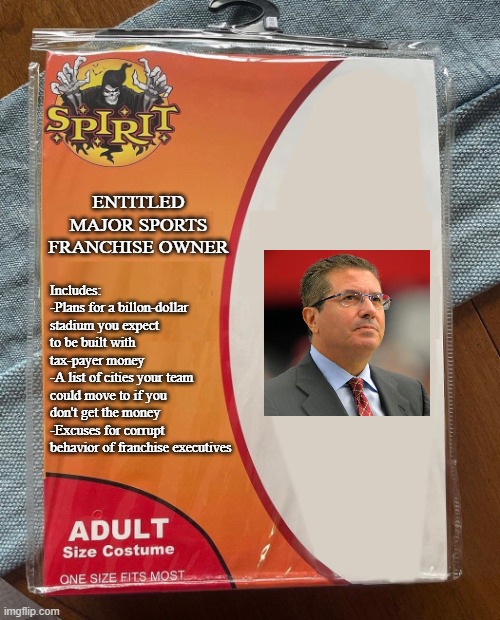 SPIRIT
ENTITLED
MAJOR SPORTS
FRANCHISE OWNER
Includes:
-Plans for a billon-dollar
stadium you expect
to be built with
tax-payer money
-A list of cities your team
could move to if you
don't get the money
-Excuses for corrupt
behavior of franchise executives
ADULT
Size Costume
ONE SIZE FITS MOST
imgflip.com